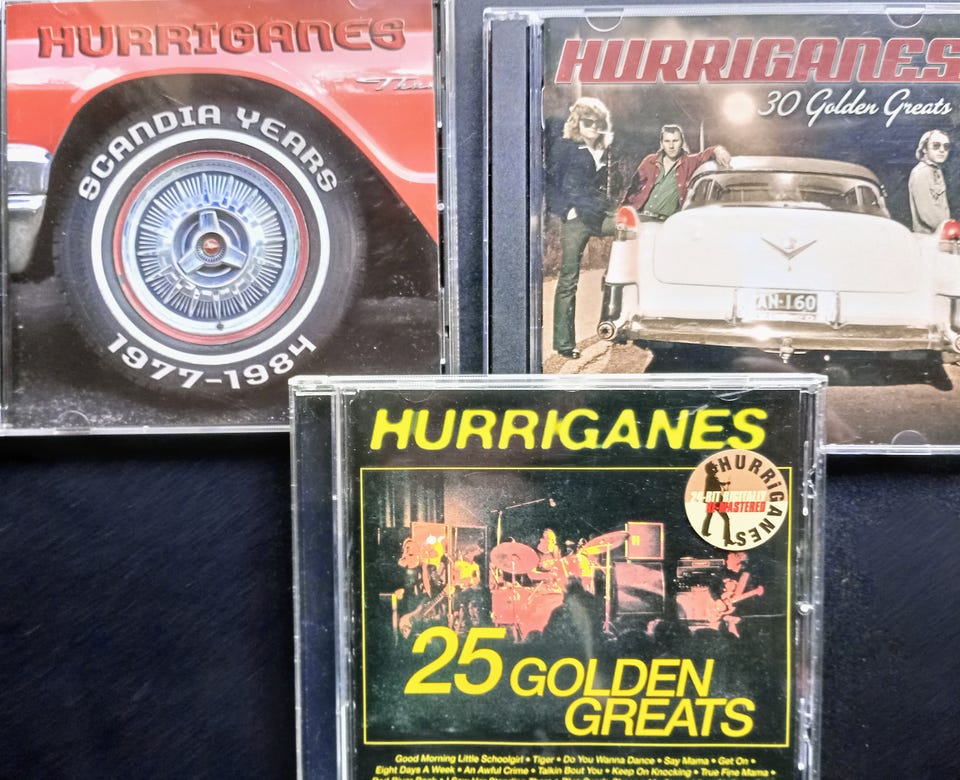 HURRIGANES
SCANDIA YEARS
1977-1984
HURRIGANES
30 Golden Greats
AN-160
HURRIGANES
HURRiGANES
24-BIT DIGITALLY
RE-MASTERED
25 GOLDEN
GREATS
Good Morning Little Schoolgirl • Tiger • Do You Wanna Dance • Say Mama • Get On •
Eight Days A Week • An Awful Crime • Talkin Bout You • Keep On Knocking • True Fine Mama •